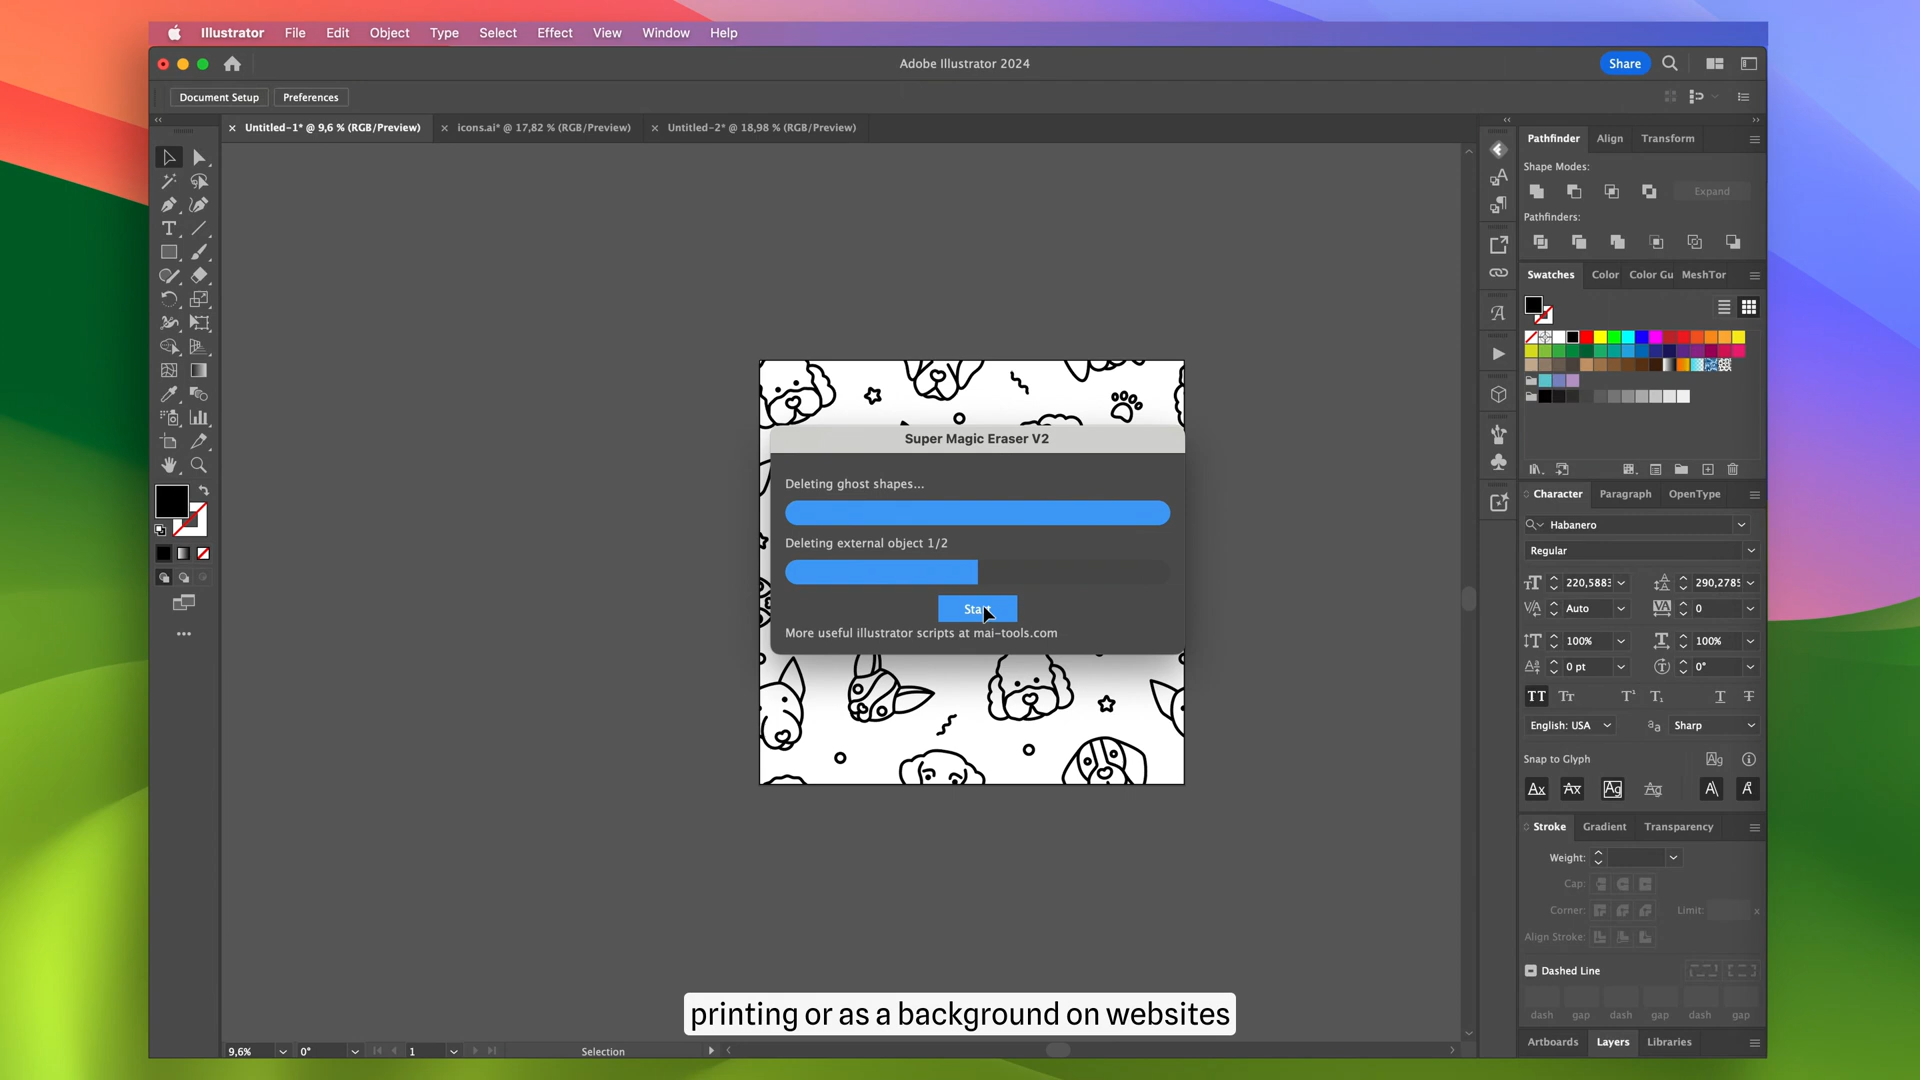 Illustrator File Edit Object Type Select Effect View Window Help
Adobe Illustrator 2024
Share
Document Setup Preferences
Untitled-1* @ 9,6 % (RGB/Preview)
icons.ai* @ 17,82 % (RGB/Preview)
Untitled-2* @ 18,98 % (RGB/Preview)
Pathfinder Align Transform
Shape Modes:
Expand
Pathfinders:
Swatches Color Color Gu MeshTor
Super Magic Eraser V2
Deleting ghost shapes...
Deleting external object 1/2
Start
More useful illustrator scripts at mai-tools.com
Character Paragraph OpenType
Habanero
Regular
220,588 290,278
Auto 0
100% 100%
0 pt 0°
English: USA Sharp
Snap to Glyph
Stroke Gradient Transparency
Weight:
Cap:
Corner: Limit: x
Align Stroke:
Dashed Line
dash gap dash gap dash gap
Artboards Layers Libraries
printing or as a background on websites
9,6% 0° 1 Selection